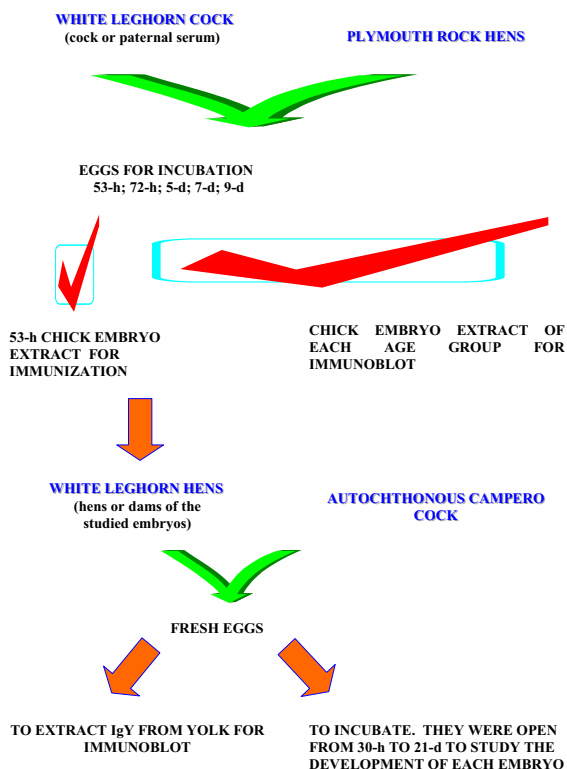 WHITE LEGHORN COCK
(cock or paternal serum)
PLYMOUTH ROCK HENS
EGGS FOR INCUBATION
53-h; 72-h; 5-d; 7-d; 9-d
53-h CHICK EMBRYO
EXTRACT FOR
IMMUNIZATION
CHICK EMBRYO EXTRACT OF
EACH AGE GROUP FOR
IMMUNOBLOT
WHITE LEGHORN HENS
(hens or dams of the
studied embryos)
AUTOCHTHONOUS CAMPERO
COCK
FRESH EGGS
TO EXTRACT IgY FROM YOLK FOR
IMMUNOBLOT
TO INCUBATE. THEY WERE OPEN
FROM 30-h TO 21-d TO STUDY THE
DEVELOPMENT OF EACH EMBRYO